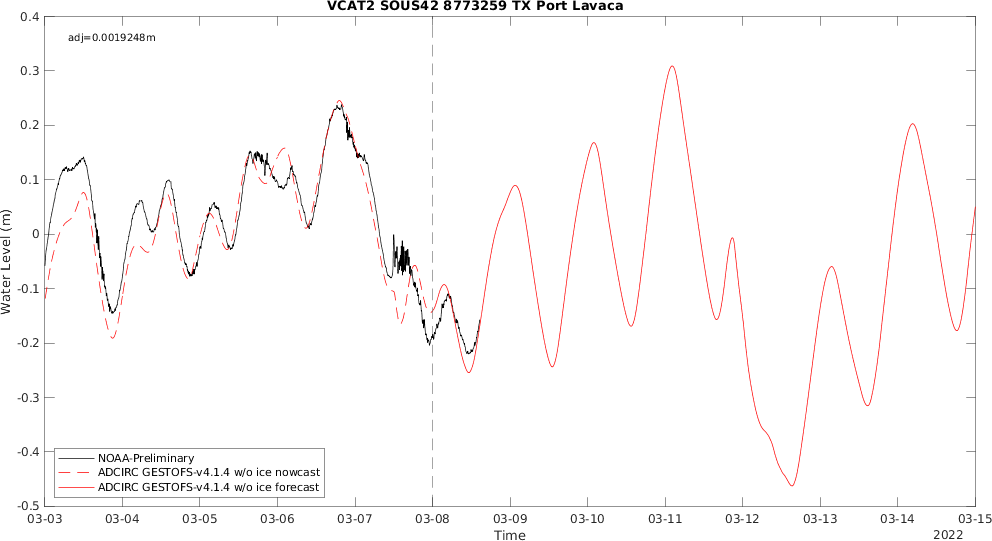 VCAT2 SOUS42 8773259 TX Port Lavaca
adj=0.0019248m
0.4
0.3
0.2
0.1
0
-0.1
-0.2
-0.3
-0.4
-0.5
Water Level (m)
NOAA-Preliminary
ADCIRC GESTOFS-v4.1.4 w/o ice nowcast
ADCIRC GESTOFS-v4.1.4 w/o ice forecast
03-03 03-04 03-05 03-06 03-07 03-08 03-09 03-10 03-11 03-12 03-13 03-14 03-15
Time
2022